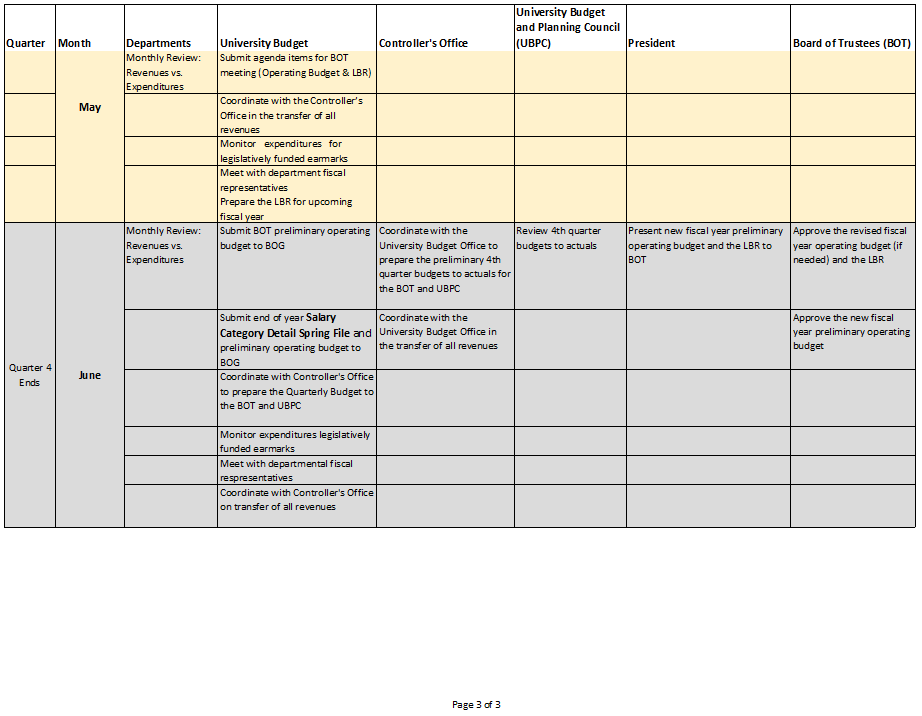 Quarter
Month
Departments
University Budget
Controller's Office
University Budget
and Planning Council
(UBPC)
President
Board of Trustees (BOT)
May
Monthly Review:
Revenues vs.
Expenditures
Submit agenda items for BOT
meeting (Operating Budget & LBR)
Coordinate with the Controller's
Office in the transfer of all
revenues
Monitor expenditures for
legislatively funded earmarks
Meet with department fiscal
representatives
Prepare the LBR for upcoming
fiscal year
Quarter 4
Ends
June
Monthly Review:
Revenues vs.
Expenditures
Submit BOT preliminary operating
budget to BOG
Coordinate with the
University Budget Office to
prepare the preliminary 4th
quarter budgets to actuals for
the BOT and UBPC
Review 4th quarter
budgets to actuals
Present new fiscal year preliminary
operating budget and the LBR to
BOT
Approve the revised fiscal
year operating budget (if
needed) and the LBR
Submit end of year Salary
Category Detail Spring File and
preliminary operating budget to
BOG
Coordinate with the
University Budget Office in
the transfer of all revenues
Approve the new fiscal
year preliminary operating
budget
Coordinate with Controller's Office
to prepare the Quarterly Budget to
the BOT and UBPC
Monitor expenditures legislatively
funded earmarks
Meet with departmental fiscal
respresentatives
Coordinate with Controller's Office
on transfer of all revenues
Page 3 of 3